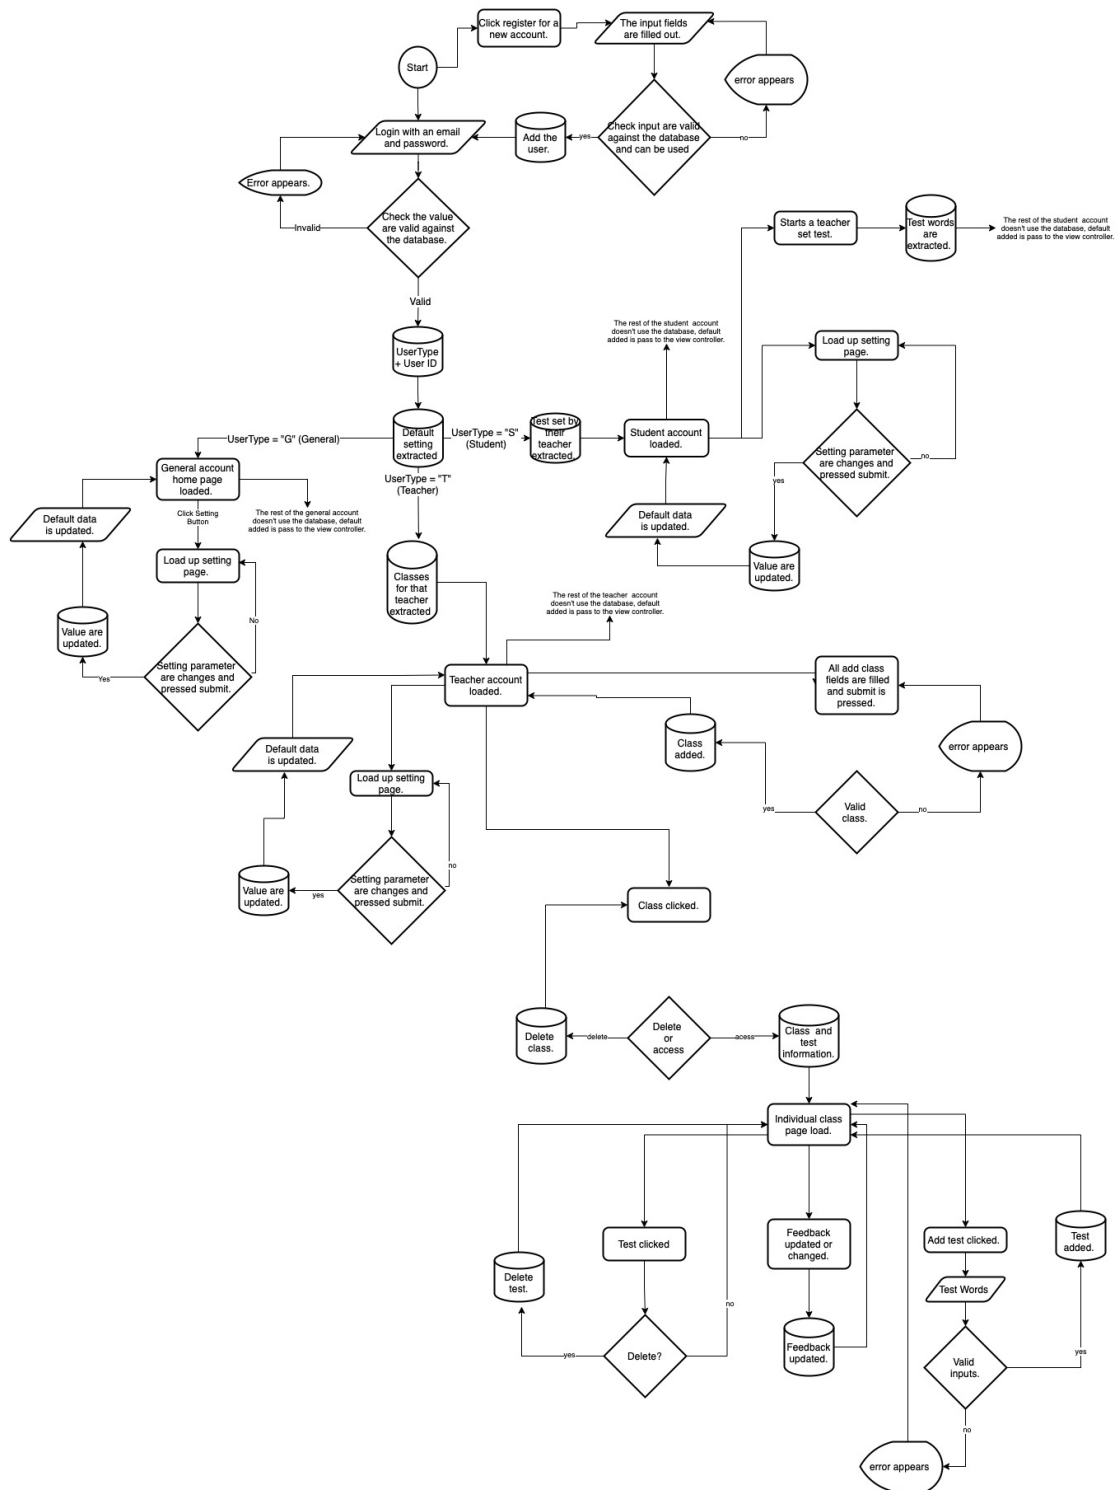 Click register for a
new account.
The input fields
are filled out.
Start
error appears
Login with an email
and password.
Add the
user.
yes
Check input are valid
against the database
and can be used
no
Error appears.
Invalid
Check the value
are valid against
the database.
Starts a teacher
set test.
Test words
are
extracted.
The rest of the student  account
doesn't use the database, default
added is pass to the view controller.
Valid
UserType
+ User ID
The rest of the student  account
doesn't use the database, default
added is pass to the view controller.
Load up setting
page.
UserType = "G" (General)
Default
setting
extracted
UserType = "S"
(Student)
Test set by
their
teacher
extracted.
Student account
loaded.
Setting parameter
are changes and
pressed submit.
no
UserType = "T"
(Teacher)
General account
home page
loaded.
yes
Click Setting
Button
The rest of the general account
doesn't use the database, default
added is pass to the view controller.
Default data
is updated.
Default data
is updated.
Load up setting
page.
Value are
updated.
Classes
for that
teacher
extracted
The rest of the teacher  account
doesn't use the database, default
added is pass to the view controller.
No
Value are
updated.
Yes
Setting parameter
are changes and
pressed submit.
Teacher account
loaded.
All add class
fields are filled
and submit is
pressed.
Default data
is updated.
Class
added.
error appears
Load up setting
page.
yes
Valid
class.
no
no
Value are
updated.
yes
Setting parameter
are changes and
pressed submit.
Class clicked.
Delete
class.
delete
Delete
or
access
acess
Class  and
test
information.
Individual class
page load.
Test clicked
Feedback
updated or
changed.
Add test clicked.
Test
added.
Delete
test.
Test Words
no
yes
Delete?
Feedback
updated.
Valid
inputs.
yes
no
error appears